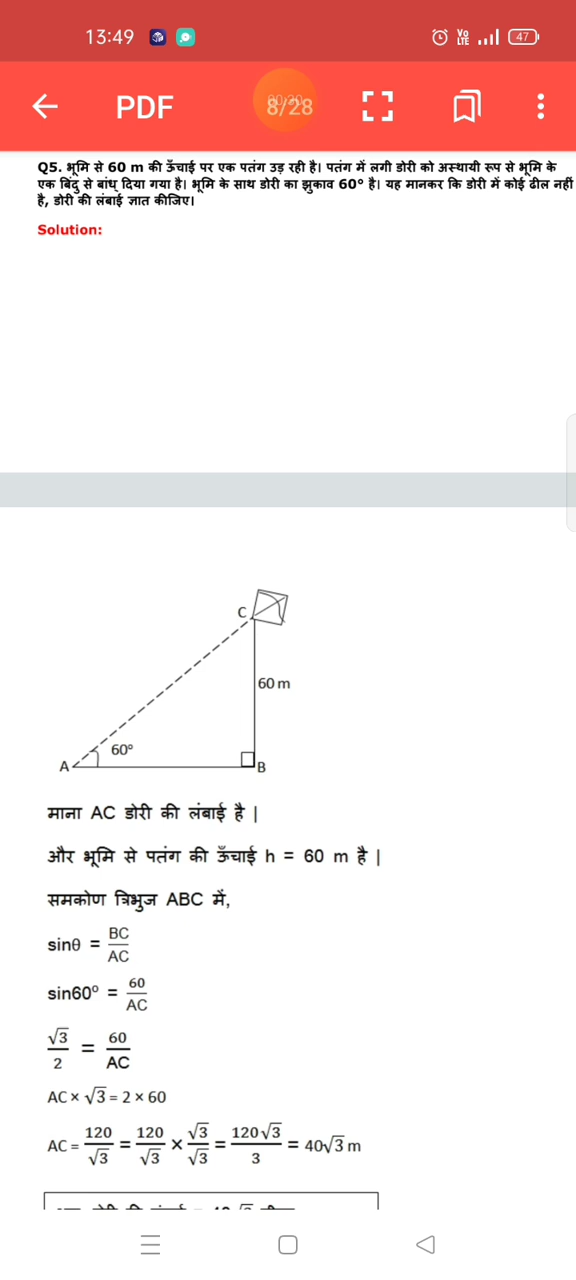 13:49
Vo LTE
47
PDF
8/28
Q5. भूमि से 60 m की ऊँचाई पर एक पतंग उड़ रही है। पतंग में लगी डोरी को अस्थायी रूप से भूमि के
एक बिंदु से बांध् दिया गया है। भूमि के साथ डोरी का झुकाव 60° है। यह मानकर कि डोरी में कोई ढील नहीं
है, डोरी की लंबाई ज्ञात कीजिए।
Solution:
C
60 m
60°
A
B
माना AC डोरी की लंबाई है |
और भूमि से पतंग की ऊँचाई h = 60 m है |
समकोण त्रिभुज ABC में,
sinθ = BC/AC
sin60° = 60/AC
√3/2 = 60/AC
AC × √3 = 2 × 60
AC = 120/√3 = 120/√3 × √3/√3 = 120√3/3 = 40√3 m